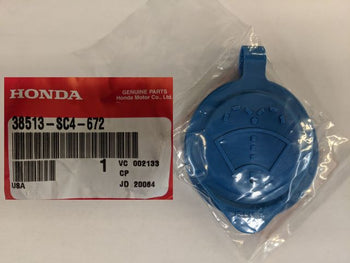 HONDA
GENUINE PARTS
Honda Motor Co., Ltd.
38513-SC4-672
1
VC 002133
CP
USA
JD 20064